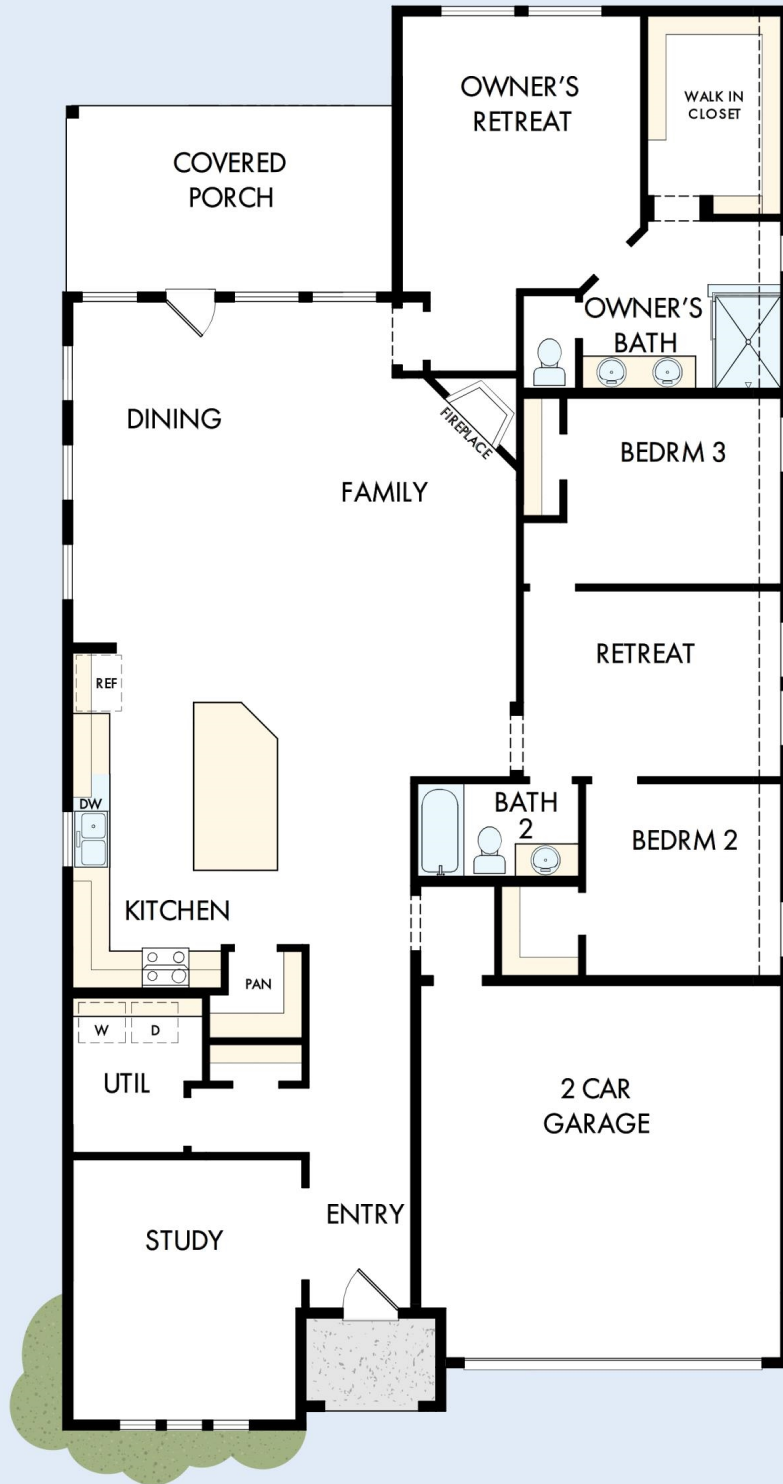 OWNER'S
RETREAT
WALK IN
CLOSET
COVERED
PORCH
OWNER'S
BATH
DINING
FIREPLACE
BEDRM 3
FAMILY
RETREAT
REF
DW
BATH
2
BEDRM 2
KITCHEN
PAN
W
D
UTIL
2 CAR
GARAGE
ENTRY
STUDY